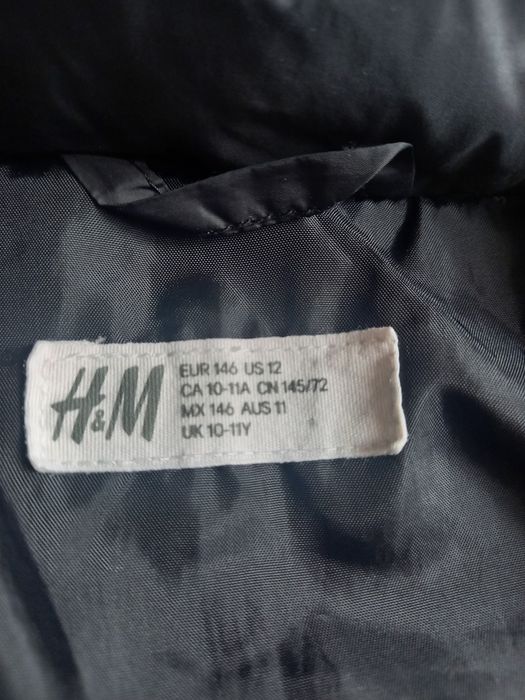 H&M
EUR 146 US 12
CA 10-11A CN 145/72
MX 146 AUS 11
UK 10-11Y